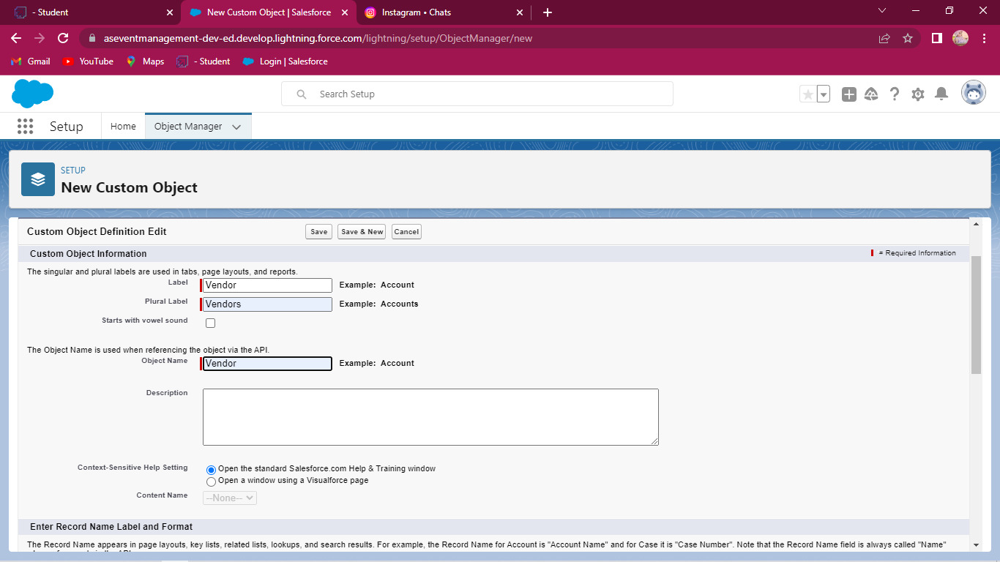 - Student
New Custom Object | Salesforce
Instagram • Chats
aseventmanagement-dev-ed.develop.lightning.force.com/lightning/setup/ObjectManager/new
Gmail
YouTube
Maps
- Student
Login | Salesforce
Search Setup
Setup
Home
Object Manager
SETUP
New Custom Object
Custom Object Definition Edit
Save
Save & New
Cancel
Custom Object Information
= Required Information
The singular and plural labels are used in tabs, page layouts, and reports.
Label
Vendor
Example: Account
Plural Label
Vendors
Example: Accounts
Starts with vowel sound
The Object Name is used when referencing the object via the API.
Object Name
Vendor
Example: Account
Description
Context-Sensitive Help Setting
Open the standard Salesforce.com Help & Training window
Open a window using a Visualforce page
Content Name
--None--
Enter Record Name Label and Format
The Record Name appears in page layouts, key lists, related lists, lookups, and search results. For example, the Record Name for Account is "Account Name" and for Case it is "Case Number". Note that the Record Name field is always called "Name"